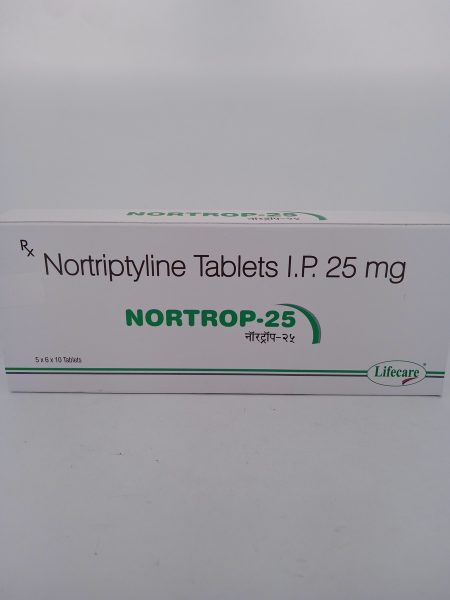 NORTROP-25
Rx Nortriptyline Tablets I.P. 25 mg
NORTROP-25
नॉरट्रॉप-२५
5 x 6 x 10 Tablets
Lifecare®